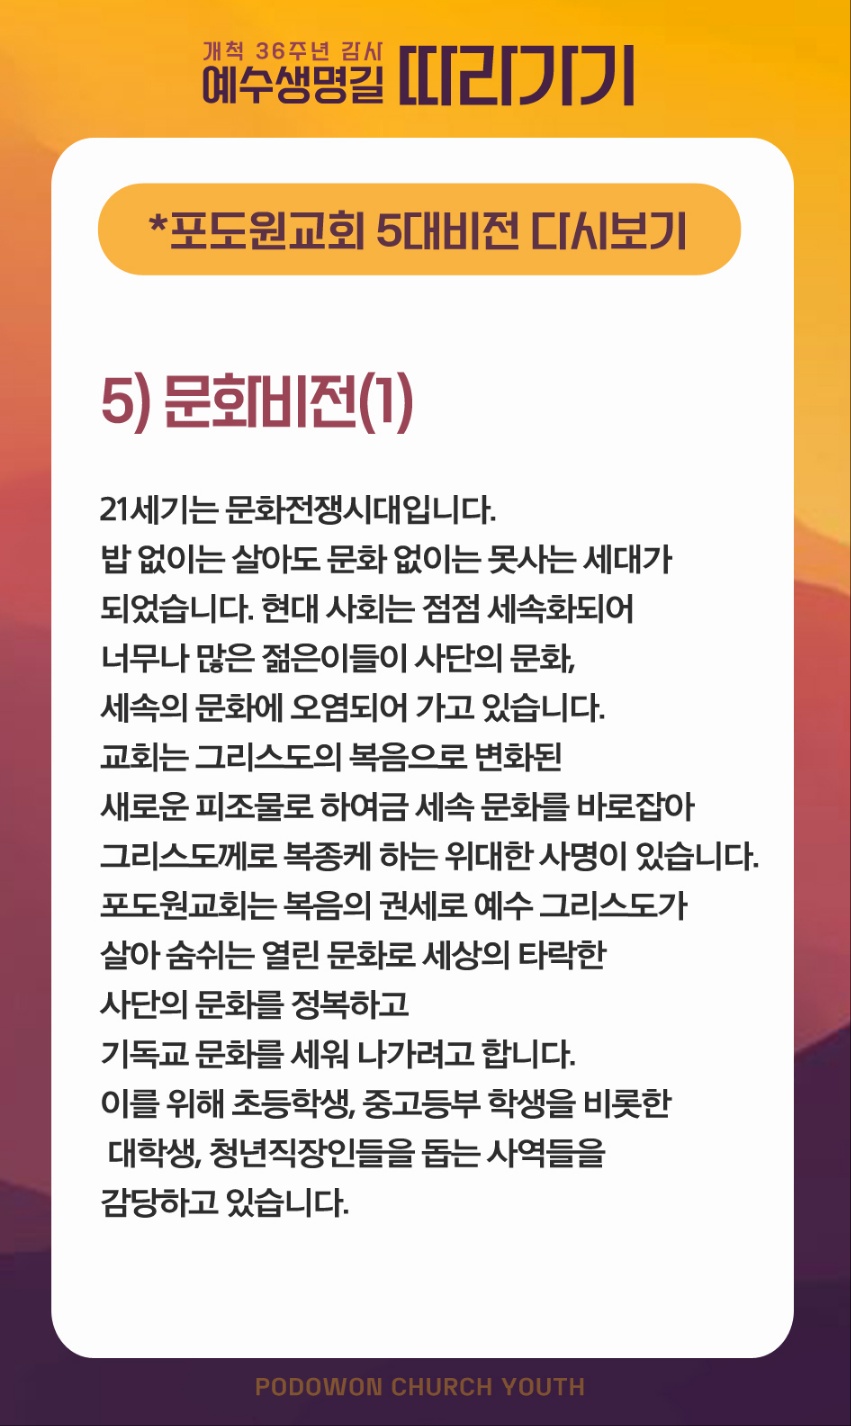 개척 36주년 감사
예수생명길 따라가기
*포도원교회 5대비전 다시보기
5) 문화비전(1)
21세기는 문화전쟁시대입니다.
밥 없이는 살아도 문화 없이는 못사는 세대가
되었습니다. 현대 사회는 점점 세속화되어
너무나 많은 젊은이들이 사단의 문화,
세속의 문화에 오염되어 가고 있습니다.
교회는 그리스도의 복음으로 변화된
새로운 피조물로 하여금 세속 문화를 바로잡아
그리스도께로 복종케 하는 위대한 사명이 있습니다.
포도원교회는 복음의 권세로 예수 그리스도가
살아 숨쉬는 열린 문화로 세상의 타락한
사단의 문화를 정복하고
기독교 문화를 세워 나가려고 합니다.
이를 위해 초등학생, 중고등부 학생을 비롯한
대학생, 청년직장인들을 돕는 사역들을
감당하고 있습니다.
PODOWON CHURCH YOUTH